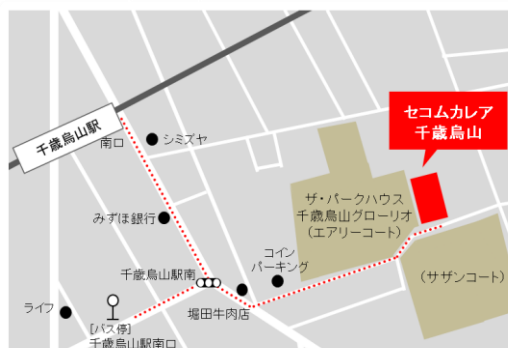 千歳烏山駅
南口
シミズヤ
セコムカレア
千歳烏山
みずほ銀行
ザ・パークハウス
千歳烏山グローリオ
(エアリーコート)
コイン
パーキング
千歳烏山駅南
(サザンコート)
ライフ
堀田牛肉店
[バス停]
千歳烏山駅南口